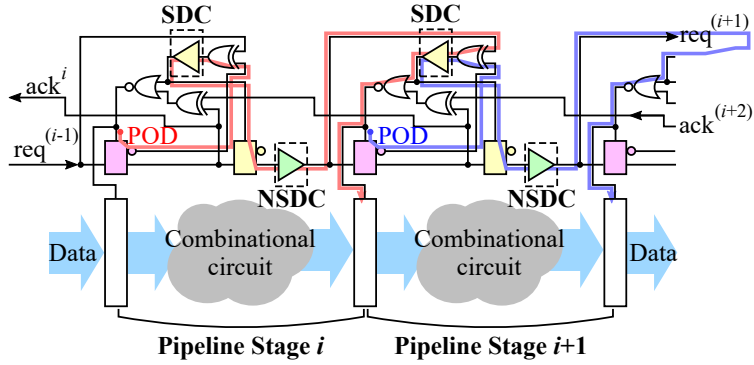 SDC
SDC
req(i+1)
ack i
ack(i+2)
req(i-1)
POD
POD
NSDC
NSDC
Data
Combinational
circuit
Combinational
circuit
Data
Pipeline Stage i
Pipeline Stage i+1